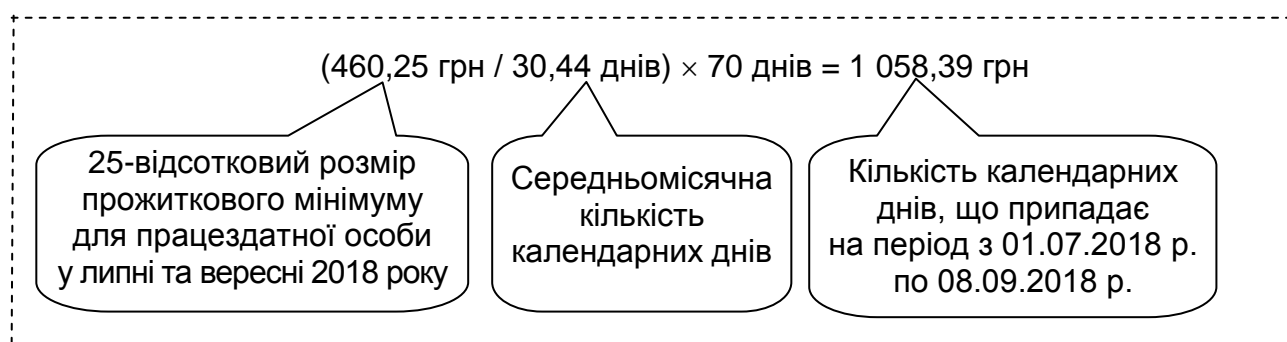 (460,25 грн / 30,44 днів) × 70 днів = 1 058,39 грн
25-відсотковий розмір
прожиткового мінімуму
для працездатної особи
у липні та вересні 2018 року
Середньомісячна
кількість
календарних днів
Кількість календарних
днів, що припадає
на період з 01.07.2018 р.
по 08.09.2018 р.